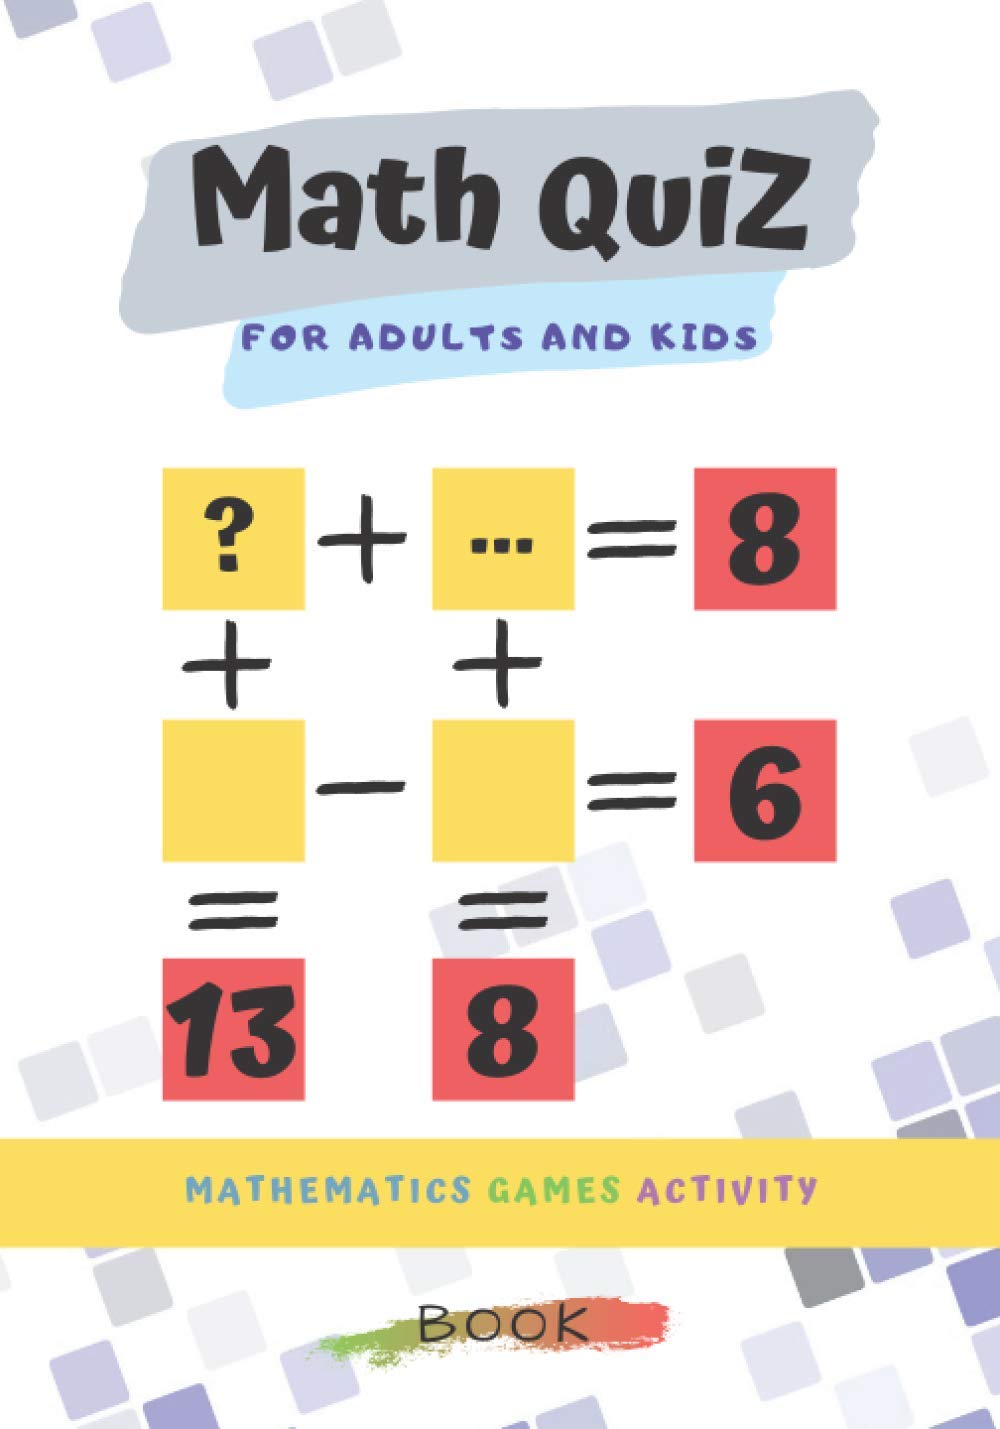 Math QuiZ
FOR ADULTS AND KIDS
? + ... = 8
+ +
- = 6
= =
13 8
MATHEMATICS GAMES ACTIVITY
BOOK